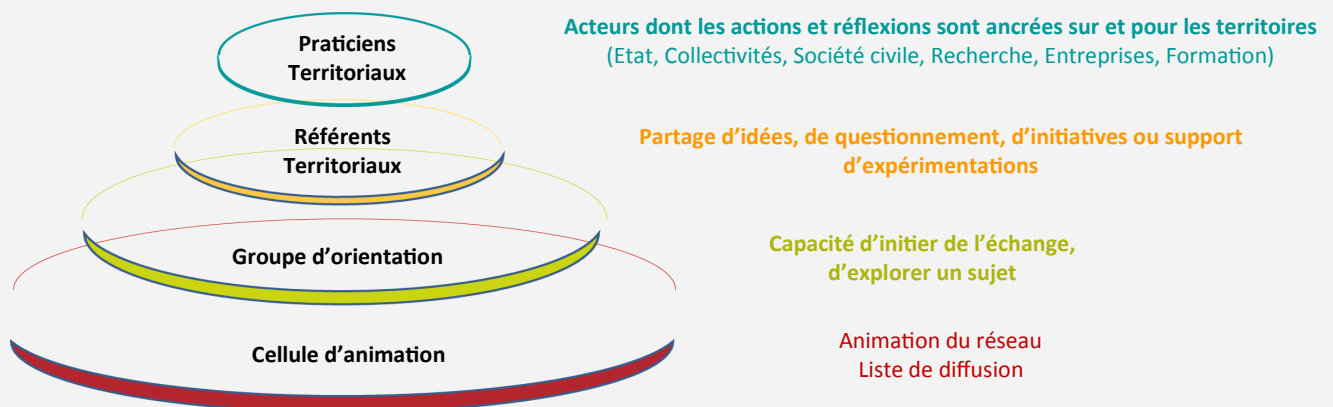 Praticiens
Territoriaux
Acteurs dont les actions et réflexions sont ancrées sur et pour les territoires
(Etat, Collectivités, Société civile, Recherche, Entreprises, Formation)
Référents
Territoriaux
Partage d’idées, de questionnement, d’initiatives ou support
d’expérimentations
Groupe d’orientation
Capacité d’initier de l’échange,
d’explorer un sujet
Cellule d’animation
Animation du réseau
Liste de diffusion